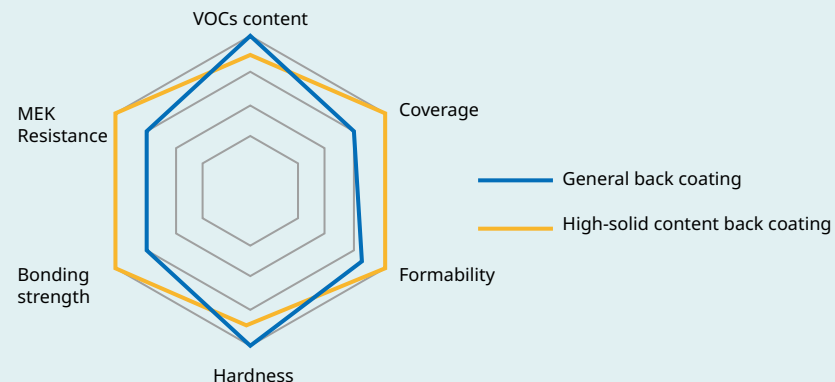 VOCs content
MEK
Resistance
Coverage
General back coating
High-solid content back coating
Bonding
strength
Formability
Hardness